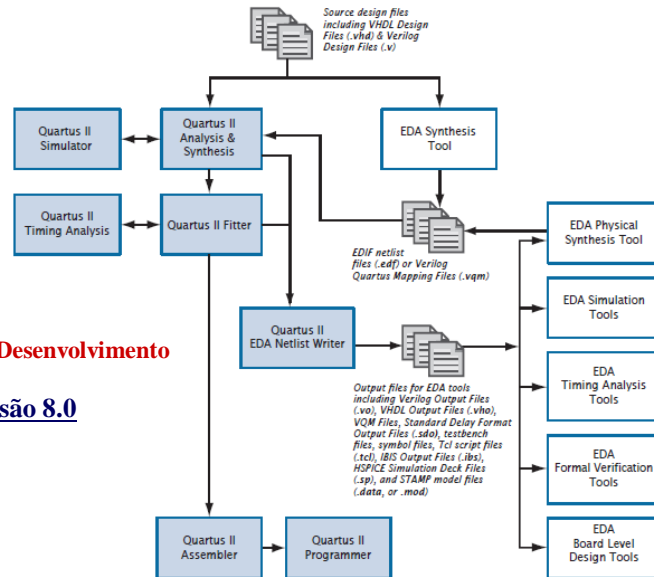 Source design files
including VHDL Design
Files (.vhd) & Verilog
Design Files (.v)
Quartus II
Simulator
Quartus II
Analysis &
Synthesis
EDA Synthesis
Tool
Quartus II
Timing Analysis
Quartus II Fitter
EDIF netlist
files (.edf) or Verilog
Quartus Mapping Files (.vqm)
EDA Physical
Synthesis Tool
EDA Simulation
Tools
Quartus II
EDA Netlist Writer
Desenvolvimento
são 8.0
Output files for EDA tools
including Verilog Output Files
(.vo), VHDL Output Files (.vho),
VQM Files, Standard Delay Format
Output Files (.sdo), testbench
files, symbol files, Tcl script files
(.tcl), IBIS Output Files (.ibs),
HSPICE Simulation Deck Files
(.sp), and STAMP model files
(.data, or .mod)
EDA
Timing Analysis
Tools
EDA
Formal Verification
Tools
EDA
Board Level
Design Tools
Quartus II
Assembler
Quartus II
Programmer